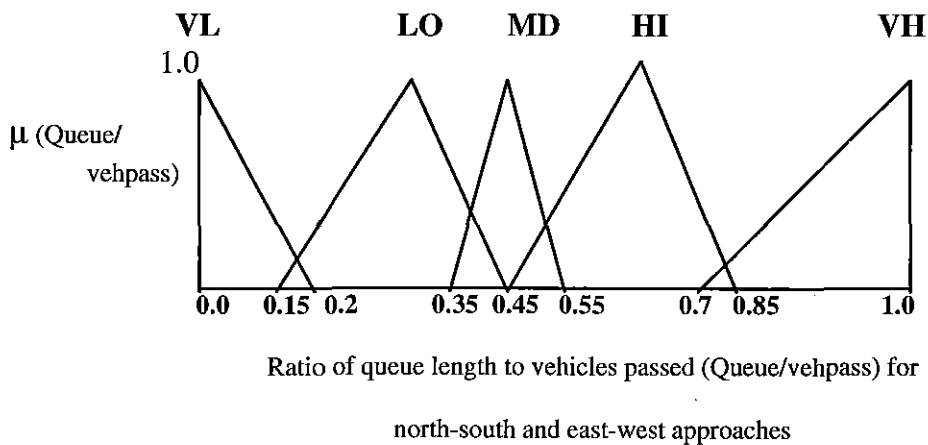 VL LO MD HI VH
1.0
μ (Queue/
vehpass)
0.0 0.15 0.2 0.35 0.45 0.55 0.7 0.85 1.0
Ratio of queue length to vehicles passed (Queue/vehpass) for
north-south and east-west approaches